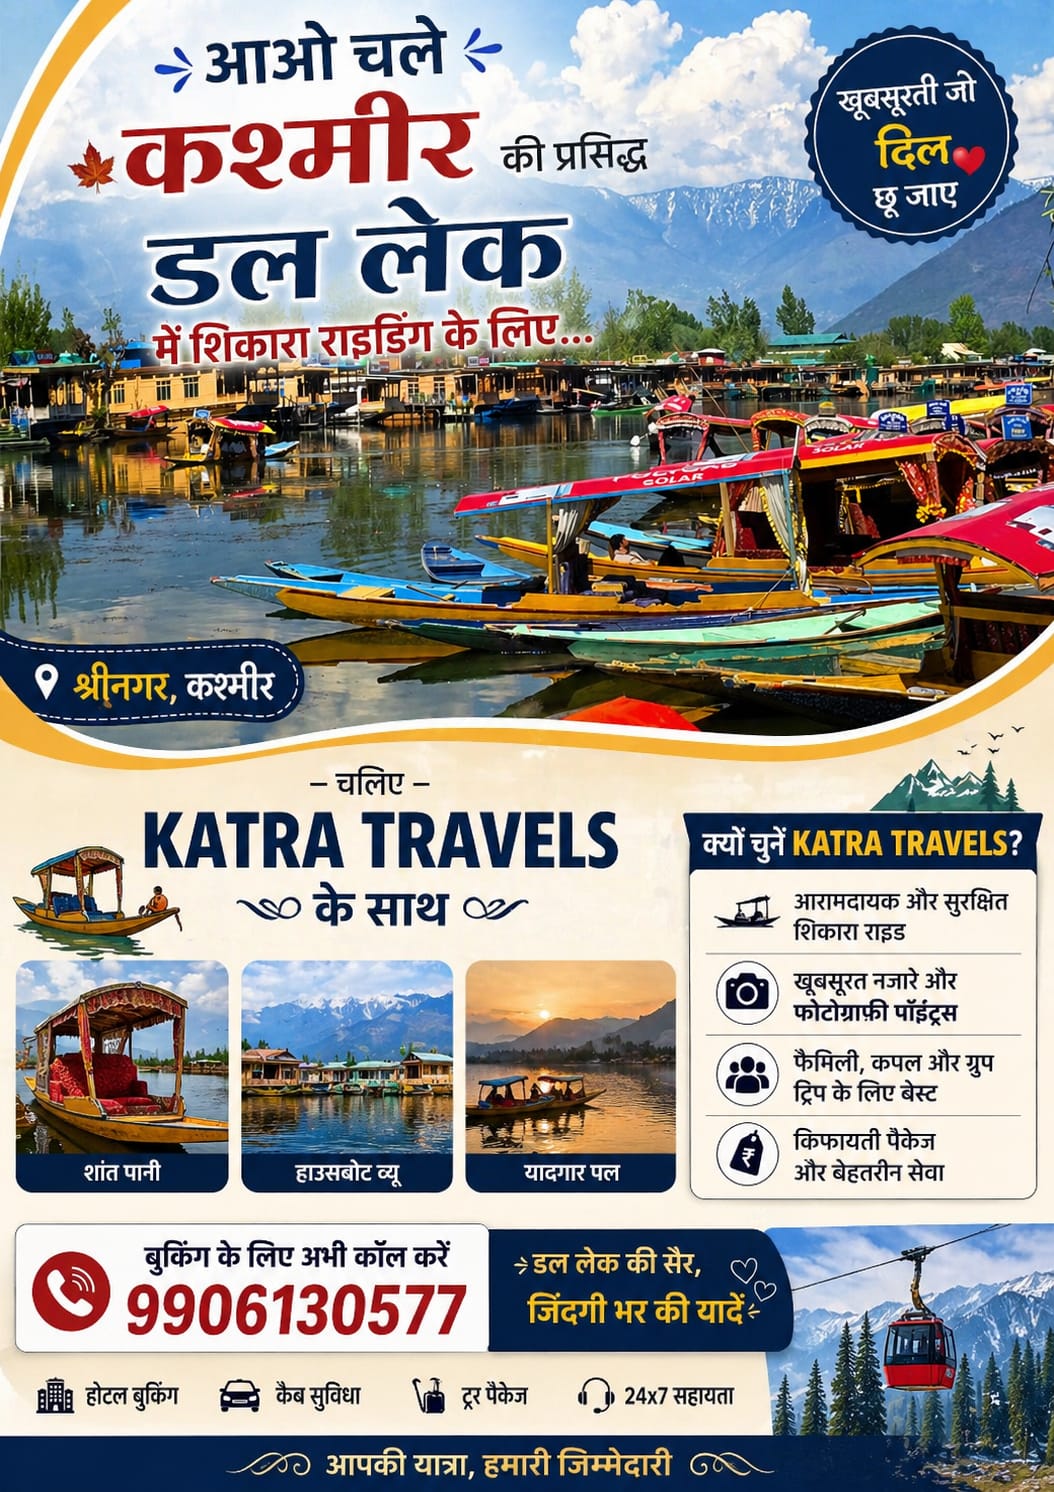 आओ चले
कश्मीर की प्रसिद्ध
डल लेक
में शिकारा राइडिंग के लिए...
खूबसूरती जो
दिल
छू जाए
SOLAR
SOLAR
श्रीनगर, कश्मीर
– चलिए –
KATRA TRAVELS
के साथ
शांत पानी
हाउसबोट व्यू
यादगार पल
क्यों चुनें KATRA TRAVELS?
आरामदायक और सुरक्षित
शिकारा राइड
खूबसूरत नजारे और
फोटोग्राफ़ी पॉइंट्स
फैमिली, कपल और ग्रुप
ट्रिप के लिए बेस्ट
₹
किफायती पैकेज
और बेहतरीन सेवा
बुकिंग के लिए अभी कॉल करें
9906130577
डल लेक की सैर,
जिंदगी भर की यादें
होटल बुकिंग
कैब सुविधा
टूर पैकेज
24x7 सहायता
आपकी यात्रा, हमारी जिम्मेदारी